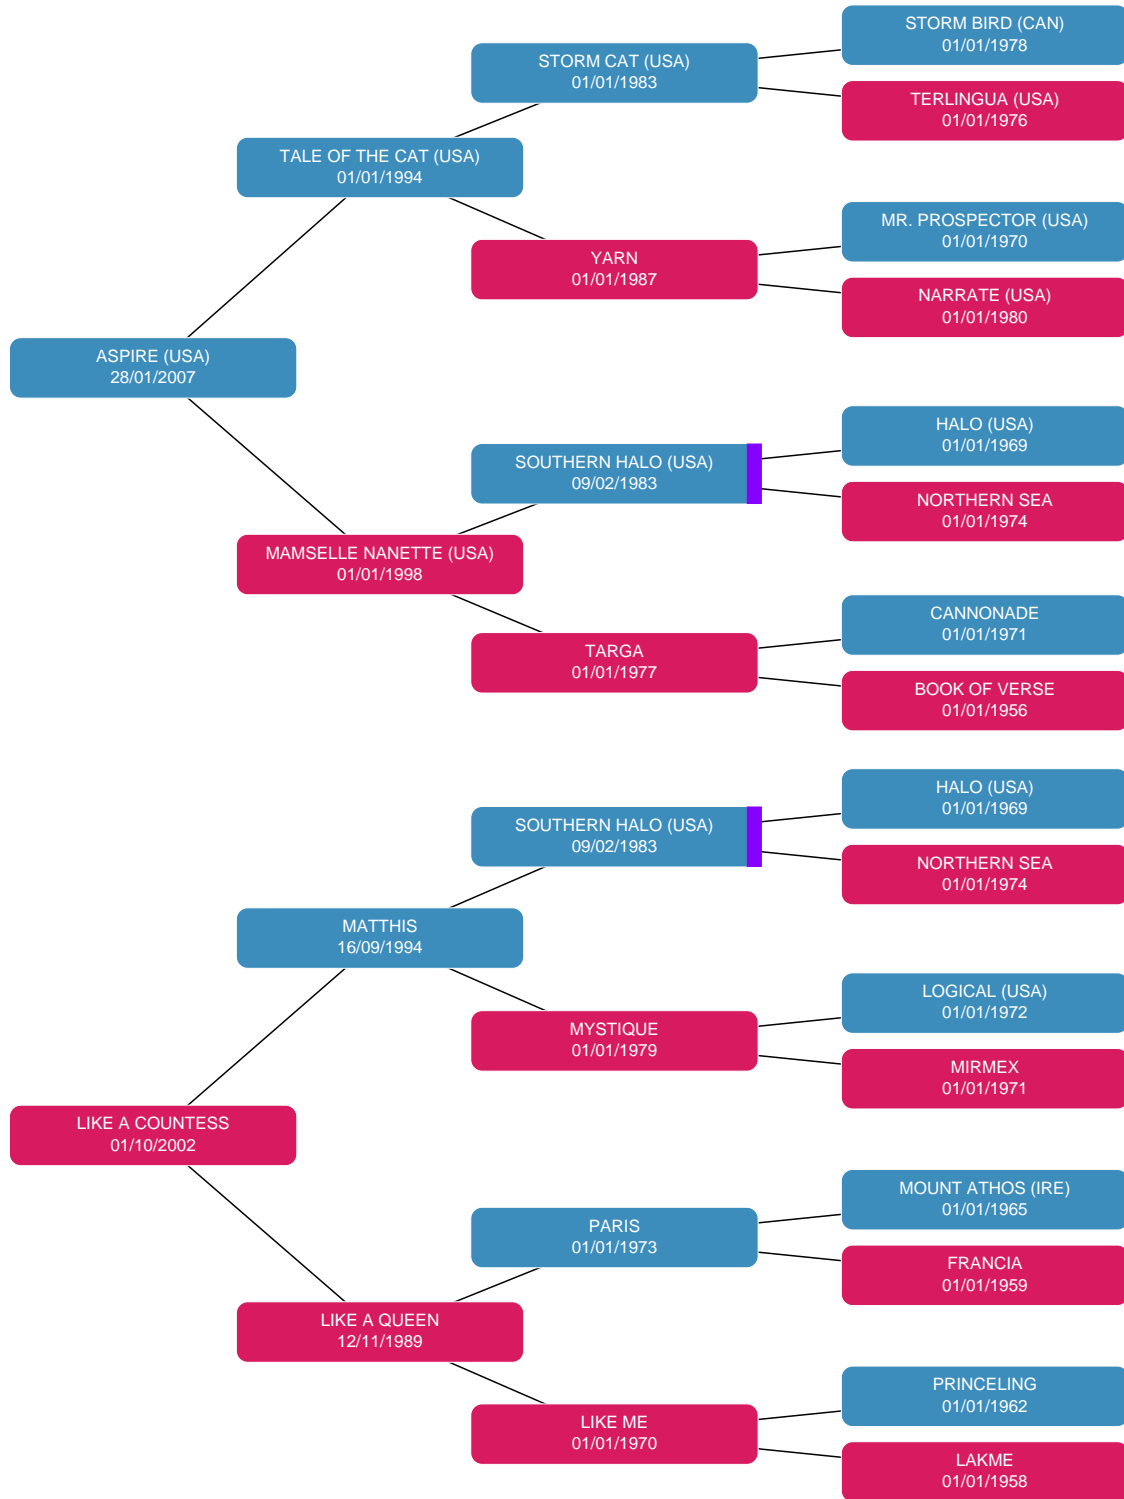 STORM BIRD (CAN)
01/01/1978
STORM CAT (USA)
01/01/1983
TERLINGUA (USA)
01/01/1976
TALE OF THE CAT (USA)
01/01/1994
MR. PROSPECTOR (USA)
01/01/1970
YARN
01/01/1987
NARRATE (USA)
01/01/1980
ASPIRE (USA)
28/01/2007
HALO (USA)
01/01/1969
SOUTHERN HALO (USA)
09/02/1983
NORTHERN SEA
01/01/1974
MAMSELLE NANETTE (USA)
01/01/1998
CANNONADE
01/01/1971
TARGA
01/01/1977
BOOK OF VERSE
01/01/1956
HALO (USA)
01/01/1969
SOUTHERN HALO (USA)
09/02/1983
NORTHERN SEA
01/01/1974
MATTHIS
16/09/1994
LOGICAL (USA)
01/01/1972
MYSTIQUE
01/01/1979
MIRMEX
01/01/1971
LIKE A COUNTESS
01/10/2002
MOUNT ATHOS (IRE)
01/01/1965
PARIS
01/01/1973
FRANCIA
01/01/1959
LIKE A QUEEN
12/11/1989
PRINCELING
01/01/1962
LIKE ME
01/01/1970
LAKME
01/01/1958